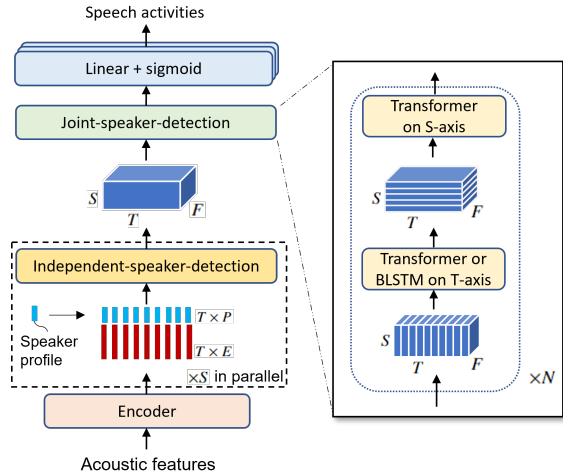 Speech activities
Linear + sigmoid
Joint-speaker-detection
S
T
F
Independent-speaker-detection
T × P
Speaker
profile
T × E
×S in parallel
Encoder
Acoustic features
Transformer
on S-axis
S
T
F
Transformer or
BLSTM on T-axis
S
T
F
×N